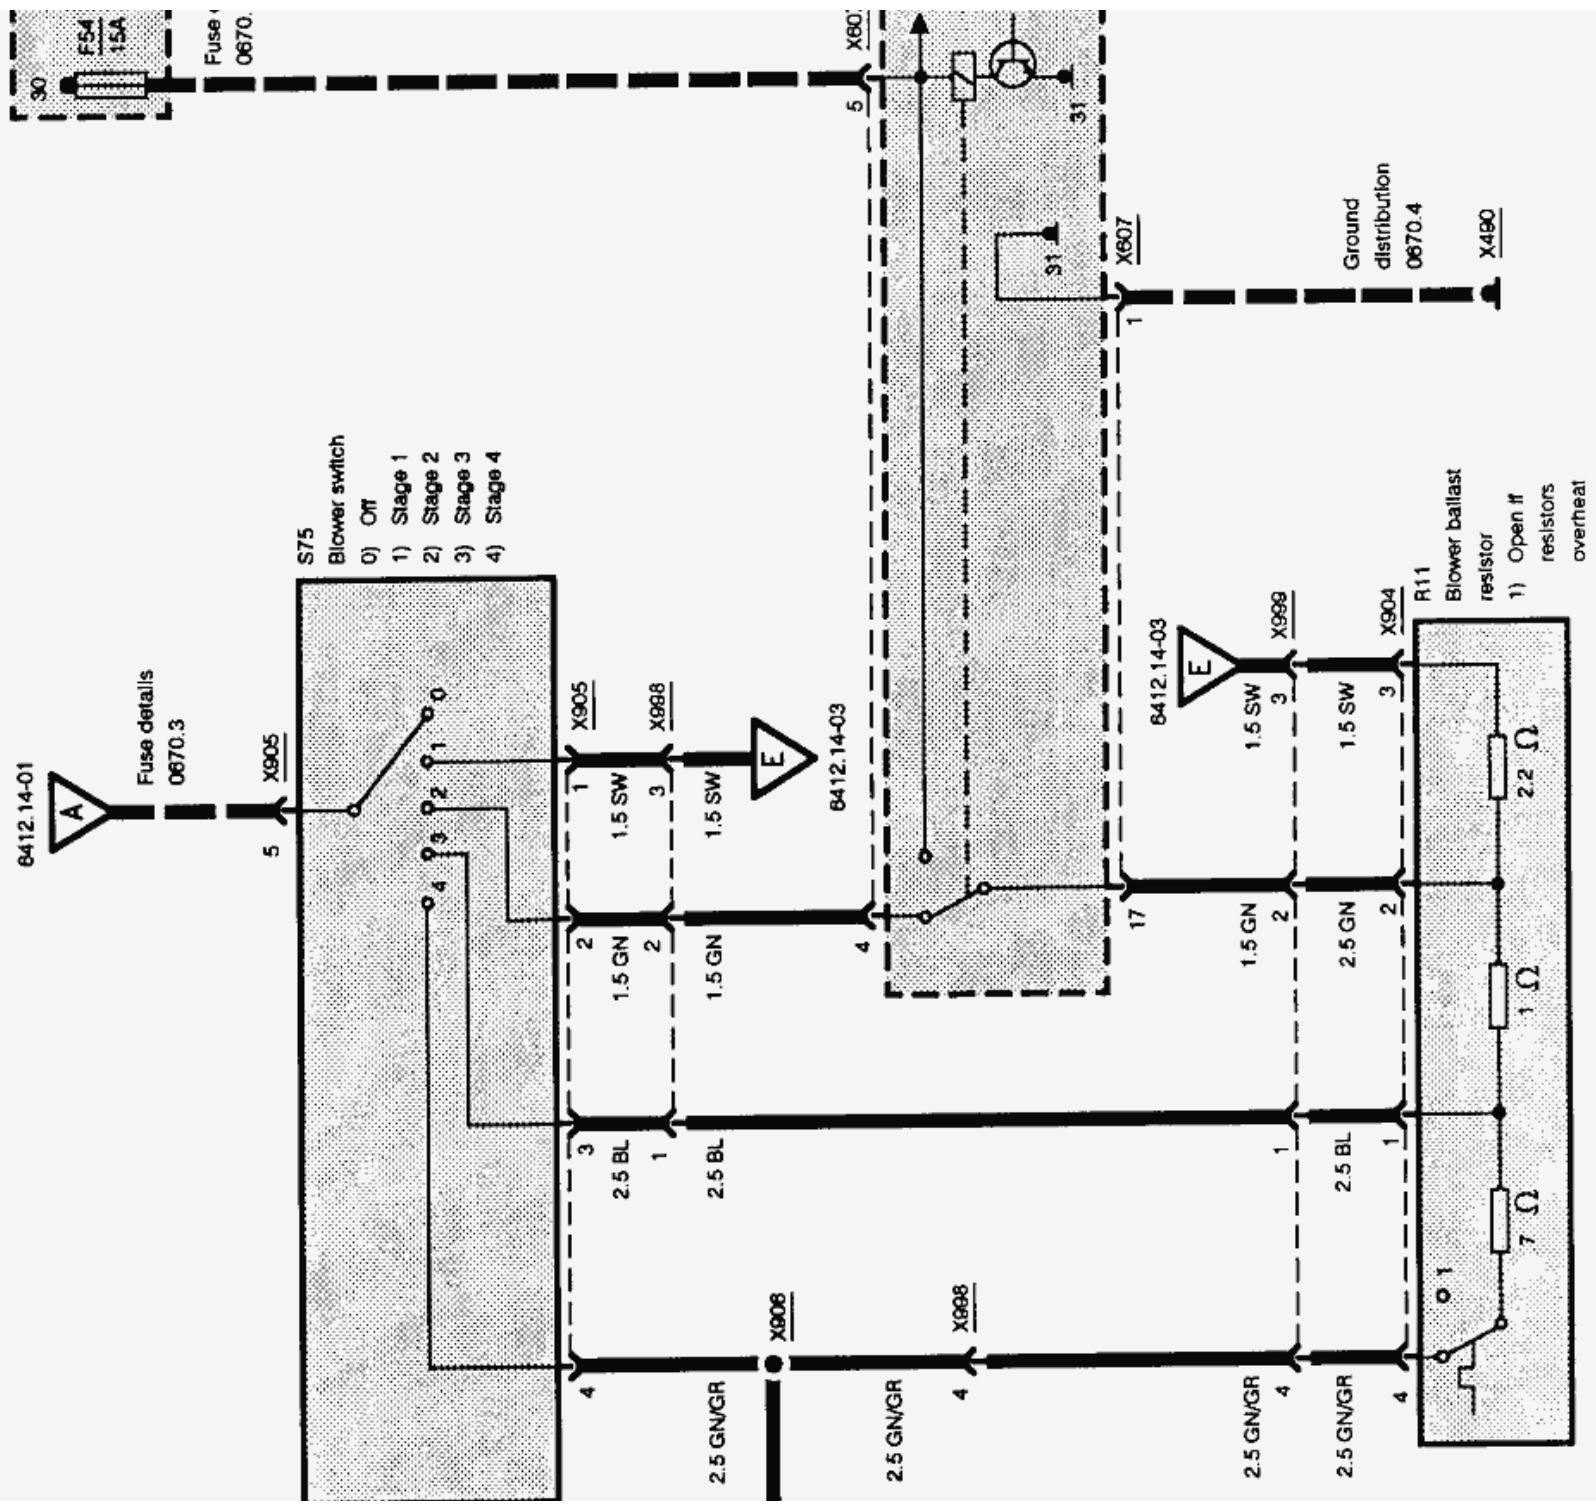 30
F54
15A
Fuse
0670.
X607
5
31
31
X607
1
Ground
distribution
0670.4
X490
6412.14-01
A
Fuse details
0670.3
X905
5
S75
Blower switch
0) Off
1) Stage 1
2) Stage 2
3) Stage 3
4) Stage 4
0
1
2
3
4
X905
X998
1
1.5 SW
3
1.5 SW
E
6412.14-03
2
1.5 GN
2
1.5 GN
4
3
2.5 BL
1
2.5 BL
4
2.5 GN/GR
X906
2.5 GN/GR
X998
4
6412.14-03
E
1.5 SW
X999
3
1.5 SW
X904
3
17
1.5 GN
2
2.5 GN
2
1
2.5 BL
1
2.5 GN/GR
4
2.5 GN/GR
4
R11
Blower ballast
resistor
1) Open if
resistors
overheat
2.2 Ω
1 Ω
7 Ω
1